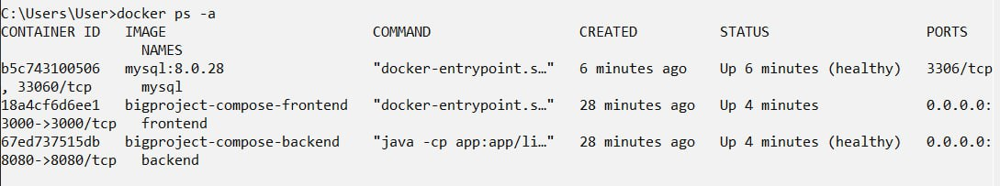 C:\Users\User>docker ps -a
CONTAINER ID   IMAGE                         COMMAND                  CREATED          STATUS                   PORTS
                 NAMES
b5c743100506   mysql:8.0.28                  "docker-entrypoint.s…"   6 minutes ago    Up 6 minutes (healthy)   3306/tcp
, 33060/tcp      mysql
18a4cf6d6ee1   bigproject-compose-frontend   "docker-entrypoint.s…"   28 minutes ago   Up 4 minutes             0.0.0.0:
3000->3000/tcp   frontend
67ed737515db   bigproject-compose-backend    "java -cp app:app/li…"   28 minutes ago   Up 4 minutes (healthy)   0.0.0.0:
8080->8080/tcp   backend